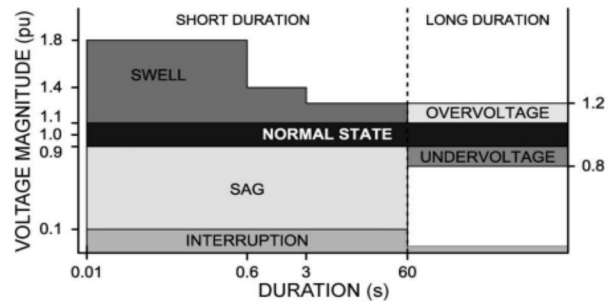 SHORT DURATION
LONG DURATION
VOLTAGE MAGNITUDE (pu)
1.8
1.4
1.1
1.0
0.9
0.1
SWELL
NORMAL STATE
SAG
INTERRUPTION
OVERVOLTAGE
UNDERVOLTAGE
1.2
0.8
0.01
0.6
3
60
DURATION (s)